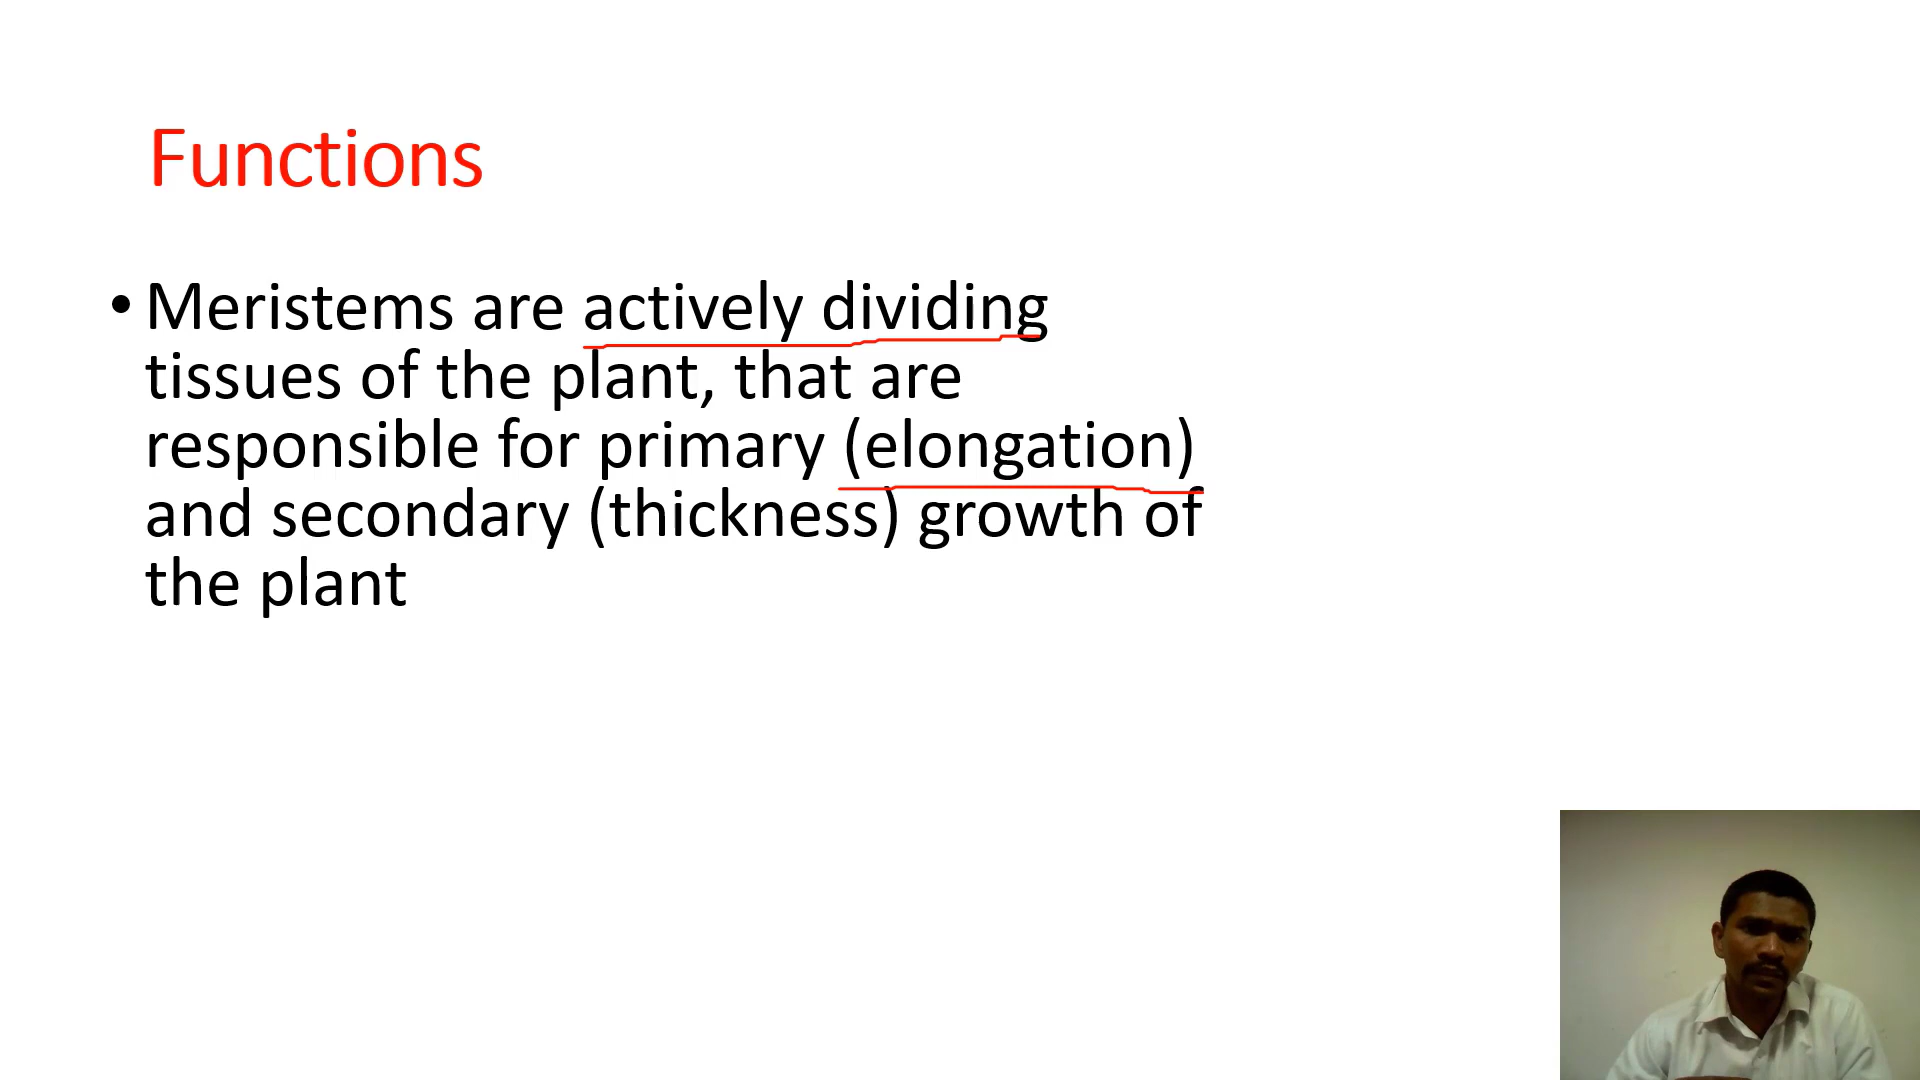 Functions
• Meristems are actively dividing
tissues of the plant, that are
responsible for primary (elongation)
and secondary (thickness) growth of
the plant